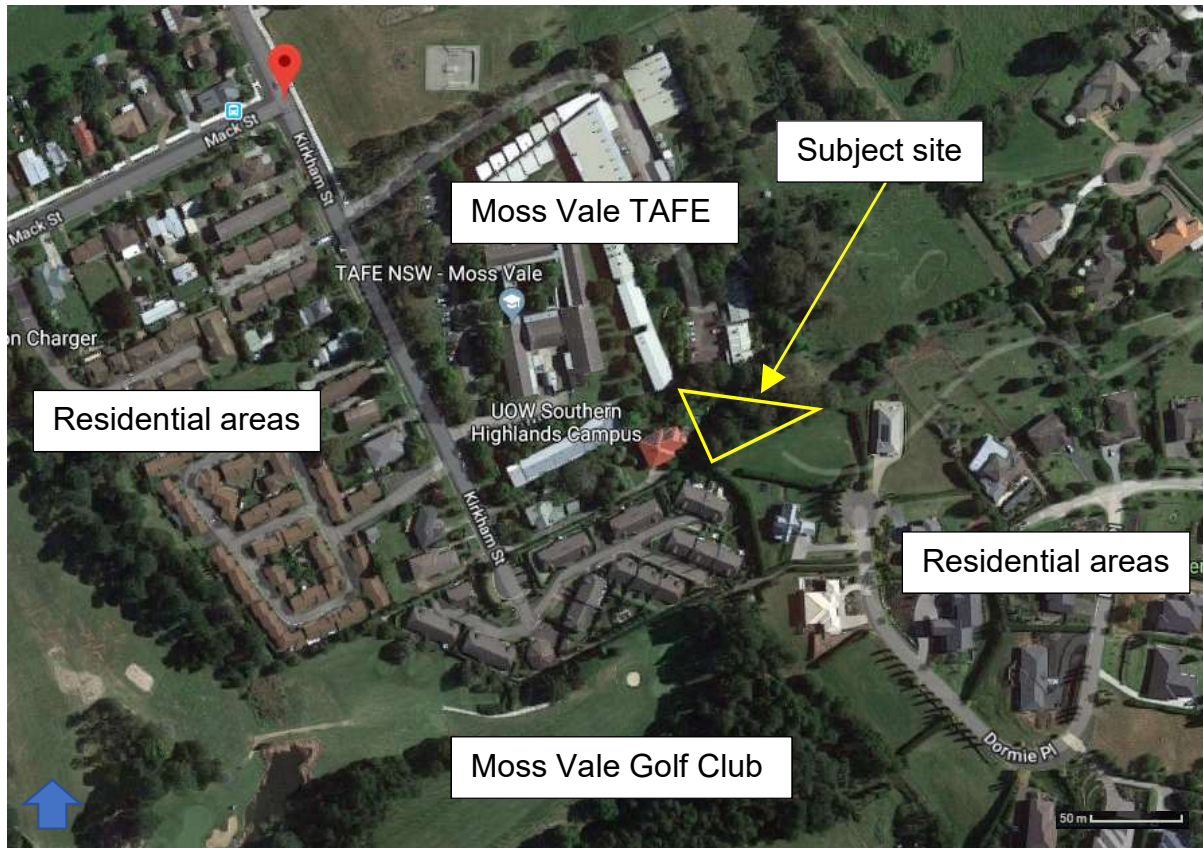 Mack St
Kirkham St
Mack St
Subject site
Moss Vale TAFE
TAFE NSW - Moss Vale
on Charger
Residential areas
UOW Southern
Highlands Campus
Kirkham St
Residential areas
Moss Vale Golf Club
Dormie Pl
50 m